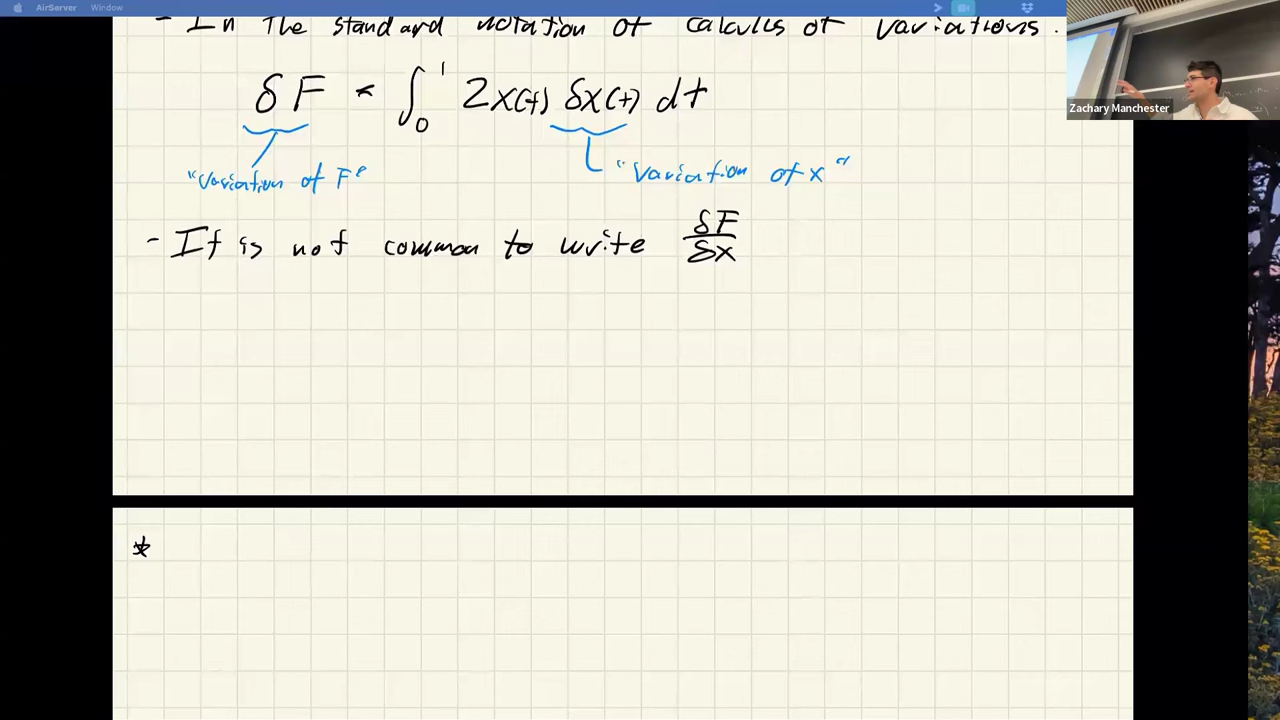 AirServer Window
- In the standard notation of calculus of variations.
δF = ∫₀¹ 2x(t) δx(t) dt
"Variation of F" "Variation of x"
- It is not common to write δF/δx
*
Zachary Manchester